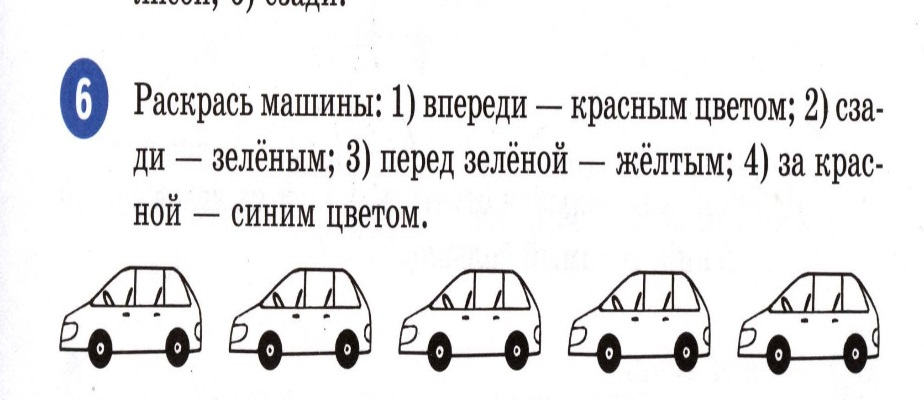 6
Раскрась машины: 1) впереди — красным цветом; 2) сза-
ди — зелёным; 3) перед зелёной — жёлтым; 4) за крас-
ной — синим цветом.